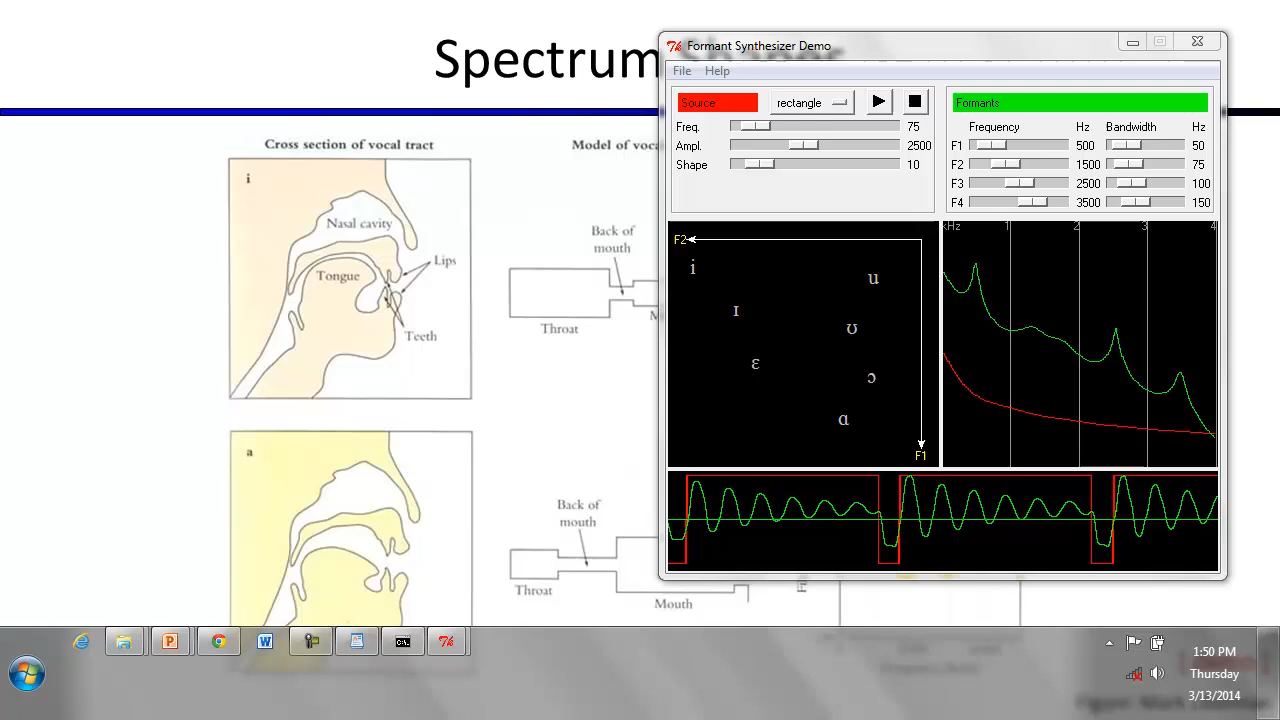 Spectrum Shaper
Cross section of vocal tract
Model of voca
i
Nasal cavity
Tongue
Lips
Teeth
Back of
mouth
Throat
M
a
Back of
mouth
Throat
Mouth
Formant Synthesizer Demo
File Help
Source rectangle
Freq. 75
Ampl. 2500
Shape 10
Formants
Frequency Hz Bandwidth Hz
F1 500 50
F2 1500 75
F3 2500 100
F4 3500 150
F2
i
u
ɪ
ʊ
ɛ
ɔ
ɑ
F1
kHz 1 2 3 4
1:50 PM
Thursday
3/13/2014